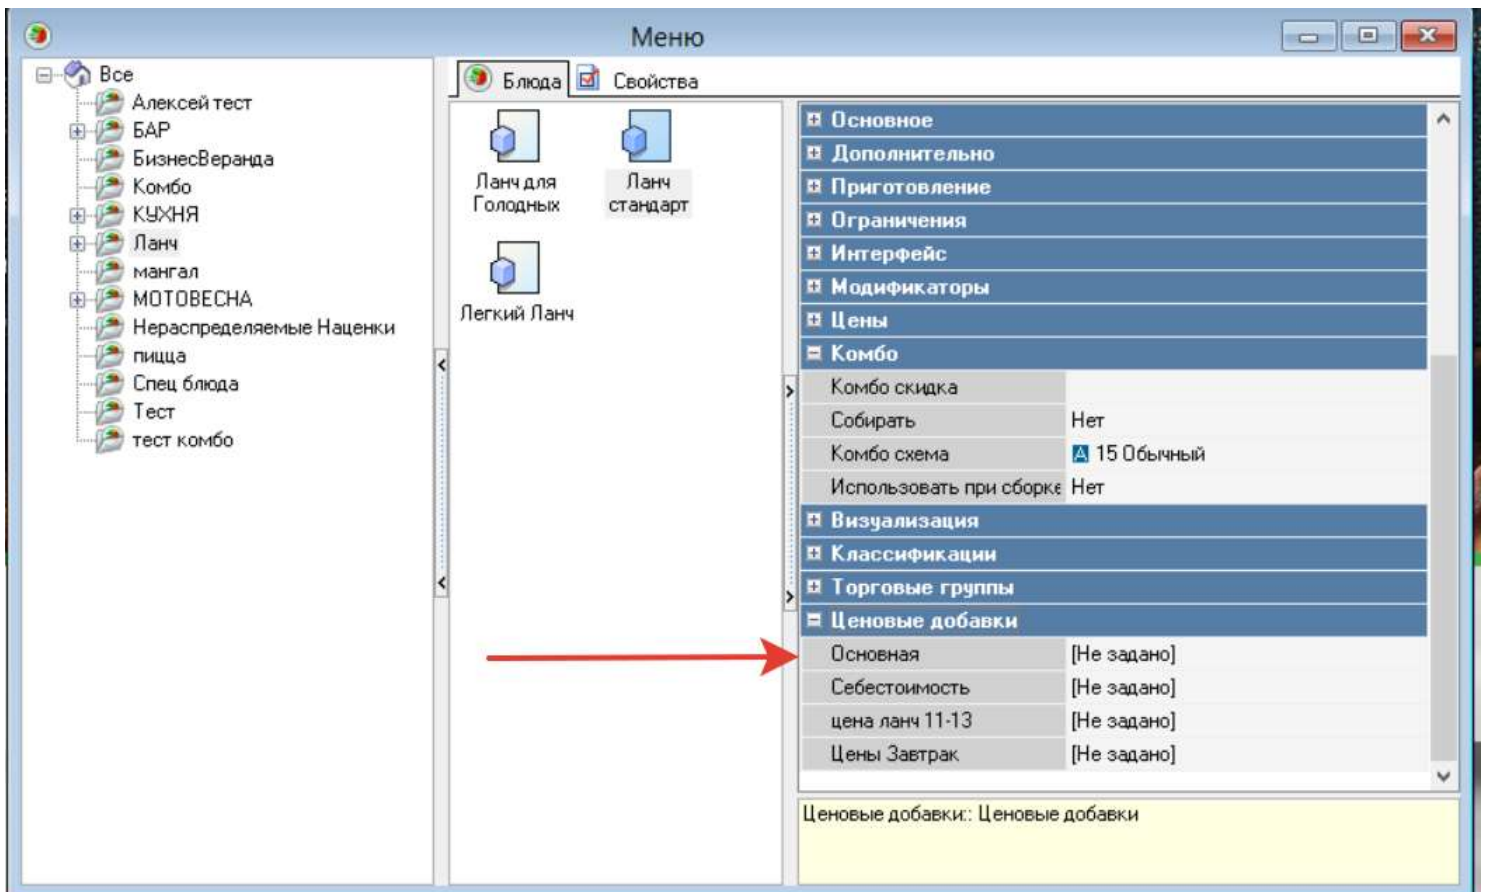 Меню
Все
Алексей тест
БАР
БизнесВеранда
Комбо
КУХНЯ
Ланч
мангал
МОТОВЕСНА
Нераспределяемые Наценки
пицца
Спец блюда
Тест
тест комбо
Блюда Свойства
Ланч для
Голодных
Ланч
стандарт
Легкий Ланч
Основное
Дополнительно
Приготовление
Ограничения
Интерфейс
Модификаторы
Цены
Комбо
Комбо скидка
Собирать Нет
Комбо схема А 15 Обычный
Использовать при сборке Нет
Визуализация
Классификации
Торговые группы
Ценовые добавки
Основная [Не задано]
Себестоимость [Не задано]
цена ланч 11-13 [Не задано]
Цены Завтрак [Не задано]
Ценовые добавки:: Ценовые добавки